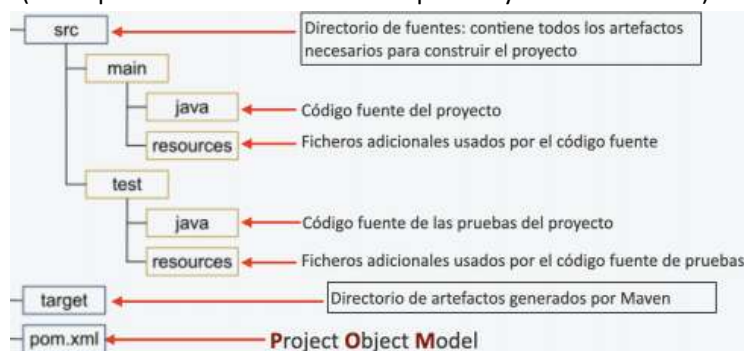 src
Directorio de fuentes: contiene todos los artefactos
necesarios para construir el proyecto
main
java
Código fuente del proyecto
resources
Ficheros adicionales usados por el código fuente
test
java
Código fuente de las pruebas del proyecto
resources
Ficheros adicionales usados por el código fuente de pruebas
target
Directorio de artefactos generados por Maven
pom.xml
Project Object Model